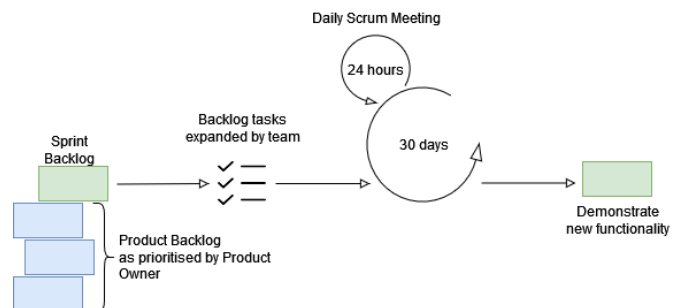 Daily Scrum Meeting
24 hours
Backlog tasks
expanded by team
30 days
Sprint
Backlog
Demonstrate
new functionality
Product Backlog
as prioritised by Product
Owner